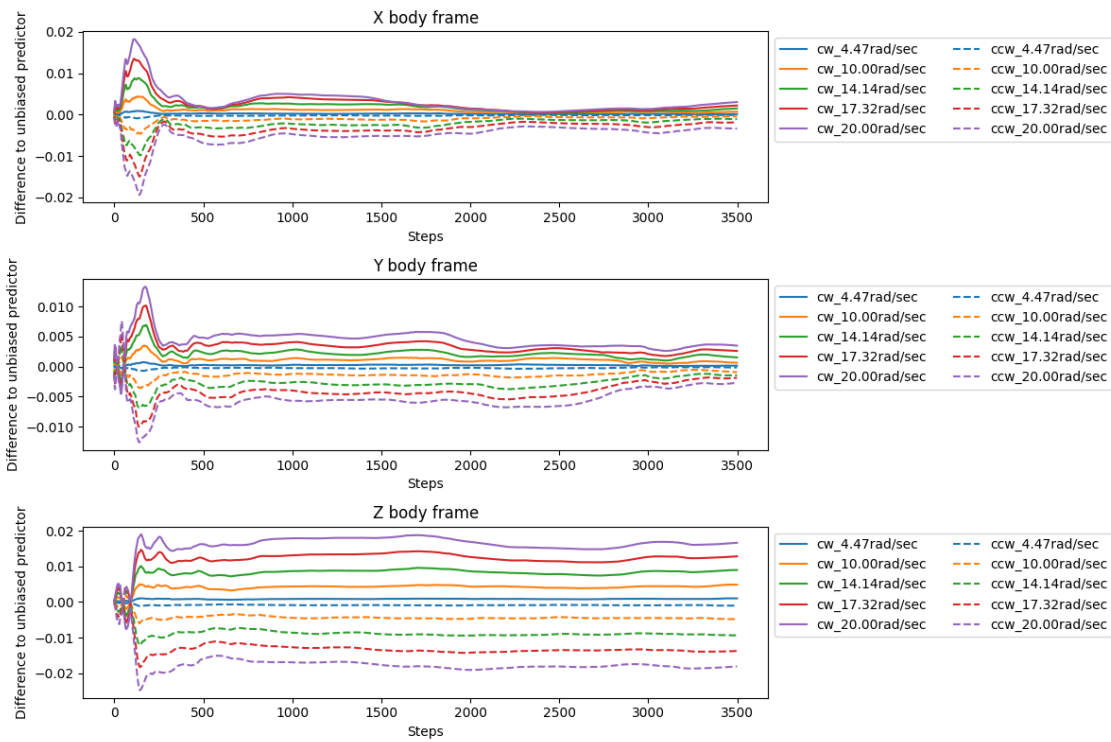 X body frame
Difference to unbiased predictor
0.02
0.01
0.00
−0.01
−0.02
0 500 1000 1500 2000 2500 3000 3500
Steps
cw_4.47rad/sec ccw_4.47rad/sec
cw_10.00rad/sec ccw_10.00rad/sec
cw_14.14rad/sec ccw_14.14rad/sec
cw_17.32rad/sec ccw_17.32rad/sec
cw_20.00rad/sec ccw_20.00rad/sec
Y body frame
Difference to unbiased predictor
0.010
0.005
0.000
−0.005
−0.010
0 500 1000 1500 2000 2500 3000 3500
Steps
cw_4.47rad/sec ccw_4.47rad/sec
cw_10.00rad/sec ccw_10.00rad/sec
cw_14.14rad/sec ccw_14.14rad/sec
cw_17.32rad/sec ccw_17.32rad/sec
cw_20.00rad/sec ccw_20.00rad/sec
Z body frame
Difference to unbiased predictor
0.02
0.01
0.00
−0.01
−0.02
0 500 1000 1500 2000 2500 3000 3500
Steps
cw_4.47rad/sec ccw_4.47rad/sec
cw_10.00rad/sec ccw_10.00rad/sec
cw_14.14rad/sec ccw_14.14rad/sec
cw_17.32rad/sec ccw_17.32rad/sec
cw_20.00rad/sec ccw_20.00rad/sec